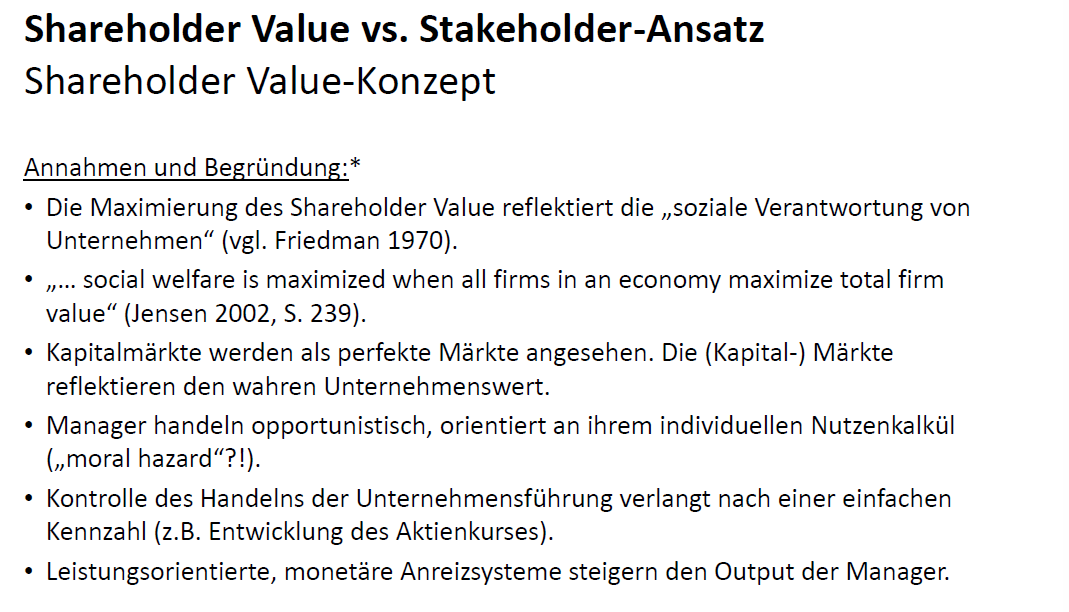 Shareholder Value vs. Stakeholder-Ansatz
Shareholder Value-Konzept
Annahmen und Begründung:*
• Die Maximierung des Shareholder Value reflektiert die „soziale Verantwortung von
Unternehmen“ (vgl. Friedman 1970).
• „… social welfare is maximized when all firms in an economy maximize total firm
value“ (Jensen 2002, S. 239).
• Kapitalmärkte werden als perfekte Märkte angesehen. Die (Kapital-) Märkte
reflektieren den wahren Unternehmenswert.
• Manager handeln opportunistisch, orientiert an ihrem individuellen Nutzenkalkül
(„moral hazard“?!).
• Kontrolle des Handelns der Unternehmensführung verlangt nach einer einfachen
Kennzahl (z.B. Entwicklung des Aktienkurses).
• Leistungsorientierte, monetäre Anreizsysteme steigern den Output der Manager.